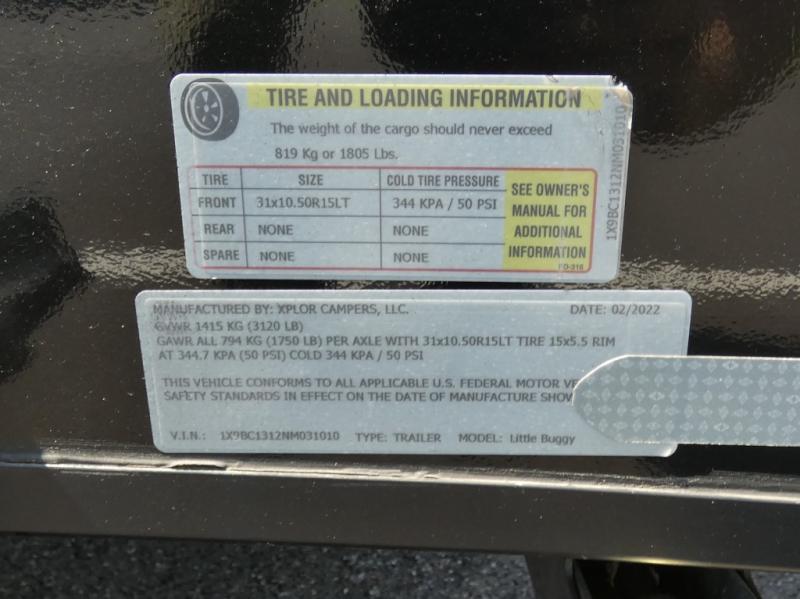 TIRE AND LOADING INFORMATION
The weight of the cargo should never exceed
819 Kg or 1805 Lbs.
TIRE SIZE COLD TIRE PRESSURE
FRONT 31x10.50R15LT 344 KPA / 50 PSI
REAR NONE NONE
SPARE NONE NONE
SEE OWNER'S
MANUAL FOR
ADDITIONAL
INFORMATION
FO-316
1X9BC1312NM031010
MANUFACTURED BY: XPLOR CAMPERS, LLC. DATE: 02/2022
GVWR 1415 KG (3120 LB)
GAWR ALL 794 KG (1750 LB) PER AXLE WITH 31x10.50R15LT TIRE 15x5.5 RIM
AT 344.7 KPA (50 PSI) COLD 344 KPA / 50 PSI
THIS VEHICLE CONFORMS TO ALL APPLICABLE U.S. FEDERAL MOTOR
SAFETY STANDARDS IN EFFECT ON THE DATE OF MANUFACTURE
V.I.N.: 1X9BC1312NM031010 TYPE: TRAILER MODEL: Little Buggy